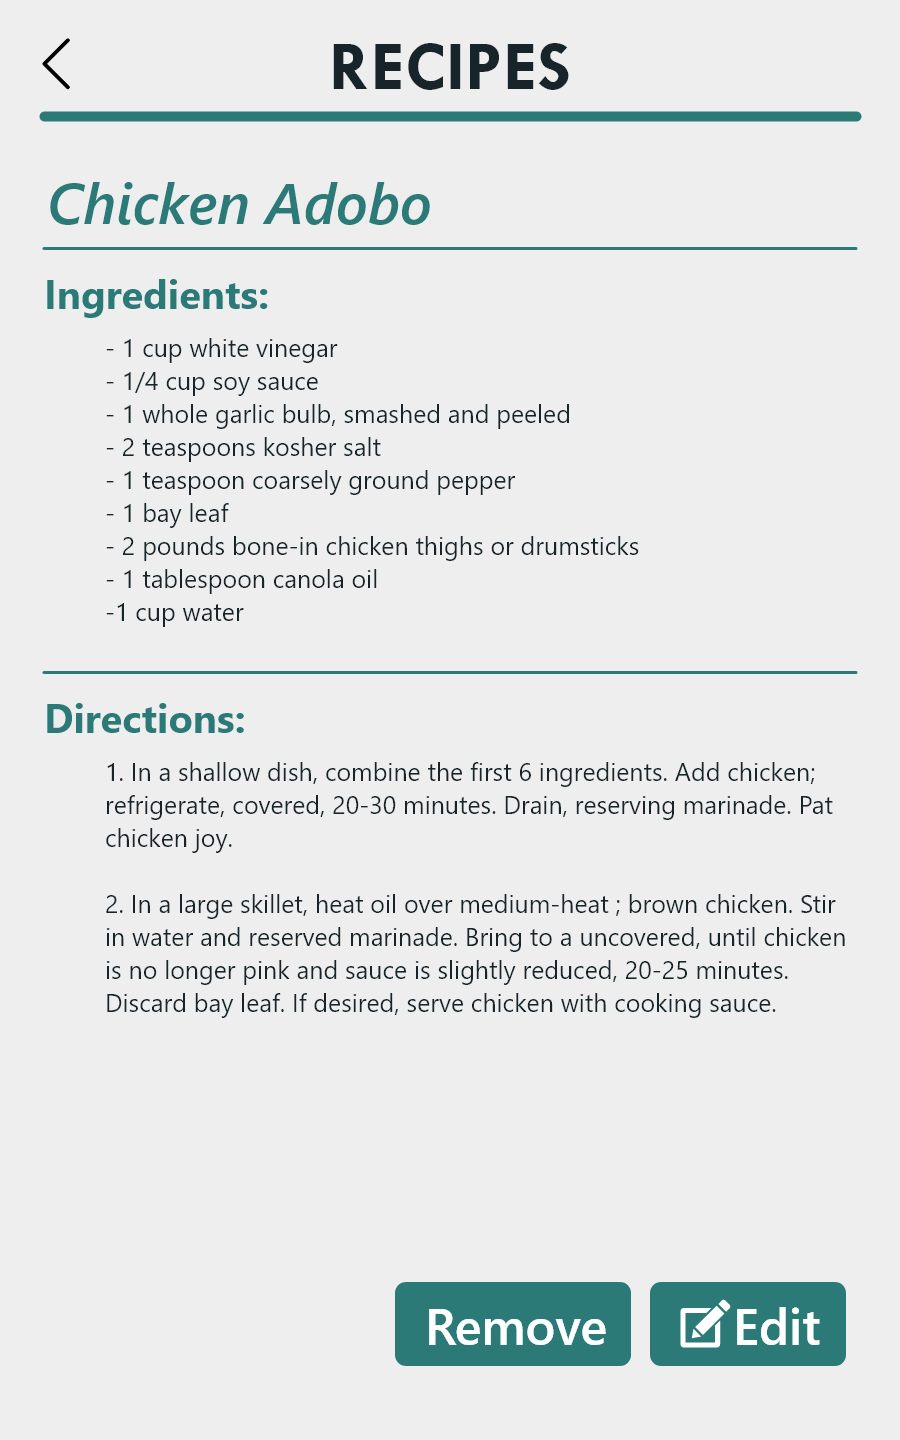 RECIPES
Chicken Adobo
Ingredients:
- 1 cup white vinegar
- 1/4 cup soy sauce
- 1 whole garlic bulb, smashed and peeled
- 2 teaspoons kosher salt
- 1 teaspoon coarsely ground pepper
- 1 bay leaf
- 2 pounds bone-in chicken thighs or drumsticks
- 1 tablespoon canola oil
-1 cup water
Directions:
1. In a shallow dish, combine the first 6 ingredients. Add chicken;
refrigerate, covered, 20-30 minutes. Drain, reserving marinade. Pat
chicken joy.
2. In a large skillet, heat oil over medium-heat ; brown chicken. Stir
in water and reserved marinade. Bring to a uncovered, until chicken
is no longer pink and sauce is slightly reduced, 20-25 minutes.
Discard bay leaf. If desired, serve chicken with cooking sauce.
Remove
Edit